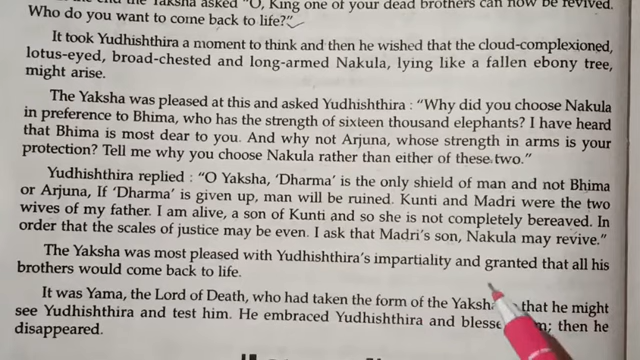 the Yaksha asked "O, King one of your dead brothers can now be revived.
Who do you want to come back to life?"
It took Yudhishthira a moment to think and then he wished that the cloud-complexioned,
lotus-eyed, broad-chested and long-armed Nakula, lying like a fallen ebony tree,
might arise.
The Yaksha was pleased at this and asked Yudhishthira : "Why did you choose Nakula
in preference to Bhima, who has the strength of sixteen thousand elephants? I have heard
that Bhima is most dear to you. And why not Arjuna, whose strength in arms is your
protection? Tell me why you choose Nakula rather than either of these two."
Yudhishthira replied : "O Yaksha, 'Dharma' is the only shield of man and not Bhima
or Arjuna, If 'Dharma' is given up, man will be ruined. Kunti and Madri were the two
wives of my father. I am alive, a son of Kunti and so she is not completely bereaved. In
order that the scales of justice may be even. I ask that Madri's son, Nakula may revive."
The Yaksha was most pleased with Yudhishthira's impartiality and granted that all his
brothers would come back to life.
It was Yama, the Lord of Death, who had taken the form of the Yaksha that he might
see Yudhishthira and test him. He embraced Yudhishthira and then he
disappeared.